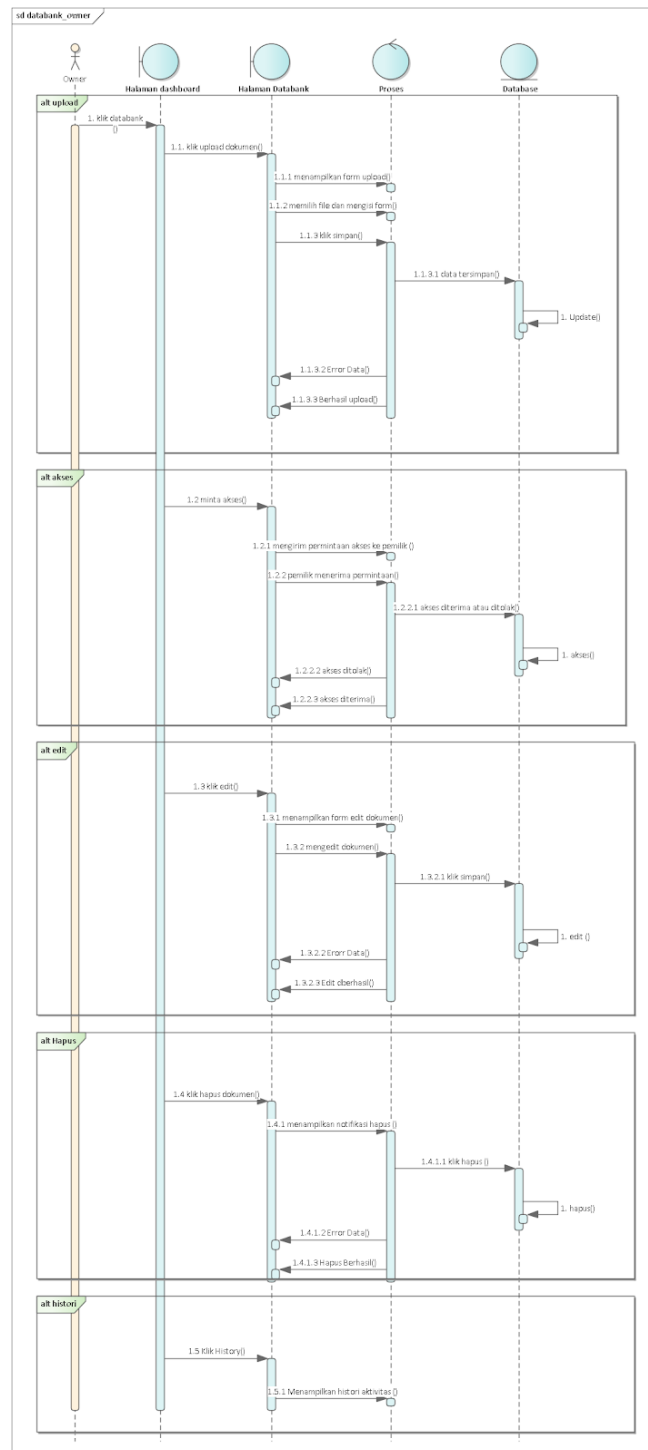 sd databank_owner
Owner
Halaman dashboard
Halaman Databank
Proses
Database
alt upload
1. klik databank
()
1.1. klik upload dokumen()
1.1.1 menampilkan form upload()
1.1.2 memilih file dan mengisi form()
1.1.3 klik simpan()
1.1.3.1 data tersimpan()
1. Update()
1.1.3.2 Error Data()
1.1.3.3 Berhasil upload()
alt akses
1.2 minta akses()
1.2.1 mengirim permintaan akses ke pemilik ()
1.2.2 pemilik menerima permintaan()
1.2.2.1 akses diterima atau ditolak()
1. akses()
1.2.2.2 akses ditolak()
1.2.2.3 akses diterima()
alt edit
1.3 klik edit()
1.3.1 menampilkan form edit dokumen()
1.3.2 mengedit dokumen()
1.3.2.1 klik simpan()
1. edit ()
1.3.2.2 Erorr Data()
1.3.2.3 Edit dberhasil()
alt Hapus
1.4 klik hapus dokumen()
1.4.1 menampilkan notifikasi hapus ()
1.4.1.1 klik hapus ()
1. hapus()
1.4.1.2 Error Data()
1.4.1.3 Hapus Berhasil()
alt histori
1.5 Klik History()
1.5.1 Menampilkan histori aktivitas ()